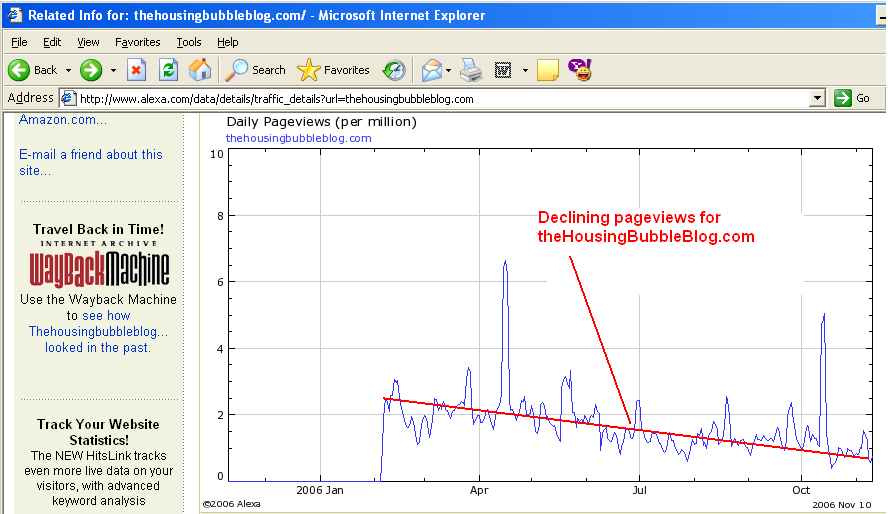 Related Info for: thehousingbubbleblog.com/ - Microsoft Internet Explorer
File Edit View Favorites Tools Help
Back Search Favorites
Address http://www.alexa.com/data/details/traffic_details?url=thehousingbubbleblog.com Go
Amazon.com...
E-mail a friend about this
site...
Travel Back in Time!
INTERNET ARCHIVE
WayBackMachine
Use the Wayback Machine
to see how
Thehousingbubbleblog...
looked in the past.
Track Your Website
Statistics!
The NEW HitsLink tracks
even more live data on your
visitors, with advanced
keyword analysis
Daily Pageviews (per million)
thehousingbubbleblog.com
10
8
6
4
2
0
Declining pageviews for
theHousingBubbleBlog.com
2006 Jan Apr Jul Oct
©2006 Alexa 2006 Nov 10